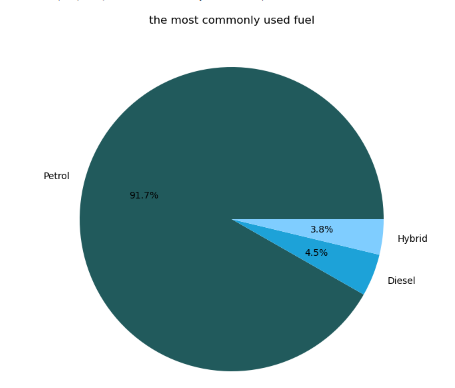 the most commonly used fuel
Petrol
91.7%
3.8%
Hybrid
4.5%
Diesel